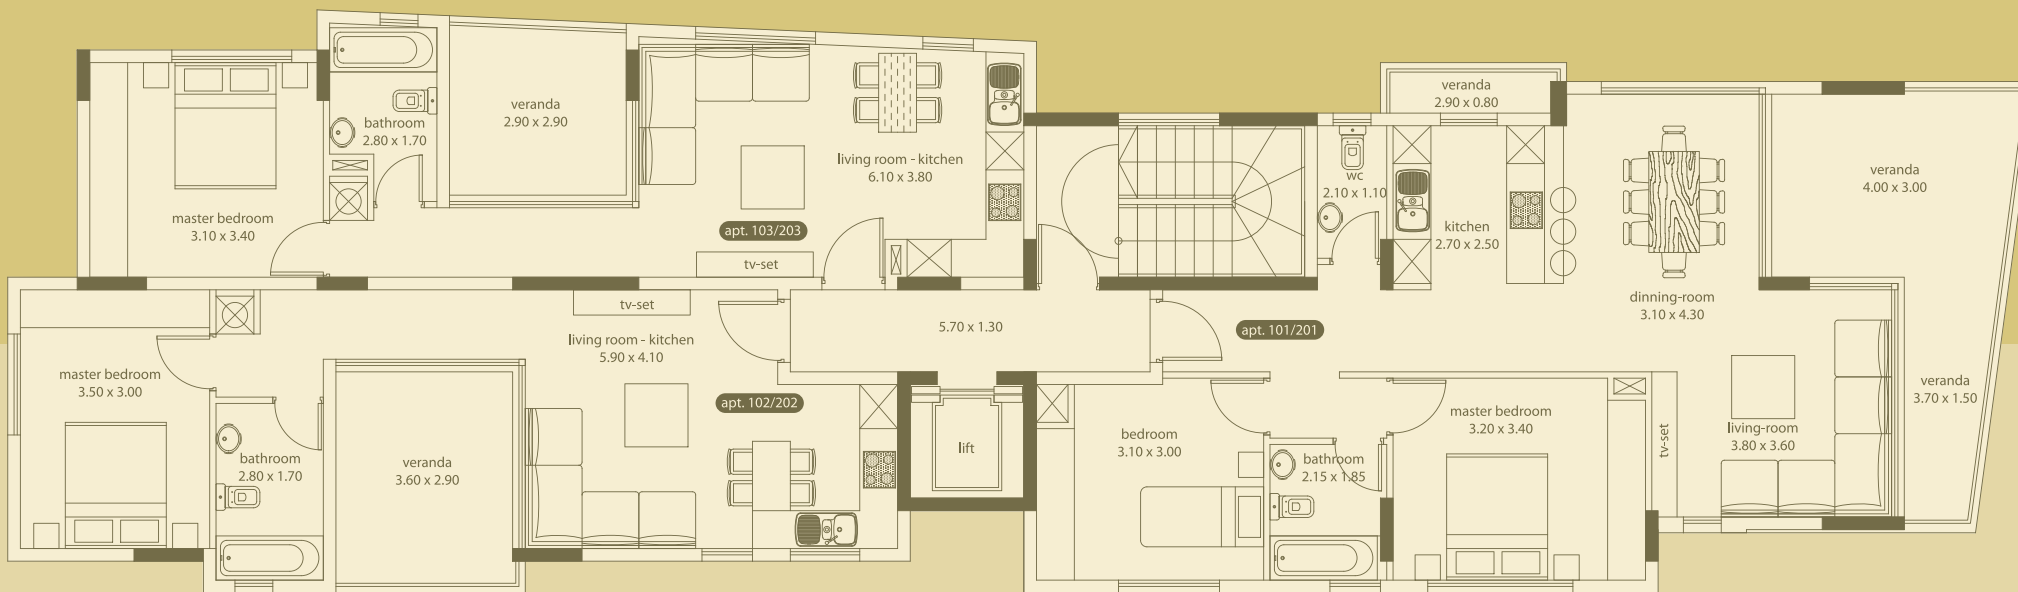 veranda
2.90 x 2.90
bathroom
2.80 x 1.70
living room - kitchen
6.10 x 3.80
master bedroom
3.10 x 3.40
apt. 103/203
tv-set
veranda
2.90 x 0.80
wc
2.10 x 1.10
kitchen
2.70 x 2.50
veranda
4.00 x 3.00
dinning-room
3.10 x 4.30
tv-set
living room - kitchen
5.90 x 4.10
5.70 x 1.30
apt. 101/201
master bedroom
3.50 x 3.00
apt. 102/202
bathroom
2.80 x 1.70
veranda
3.60 x 2.90
lift
bedroom
3.10 x 3.00
bathroom
2.15 x 1.85
master bedroom
3.20 x 3.40
tv-set
living-room
3.80 x 3.60
veranda
3.70 x 1.50